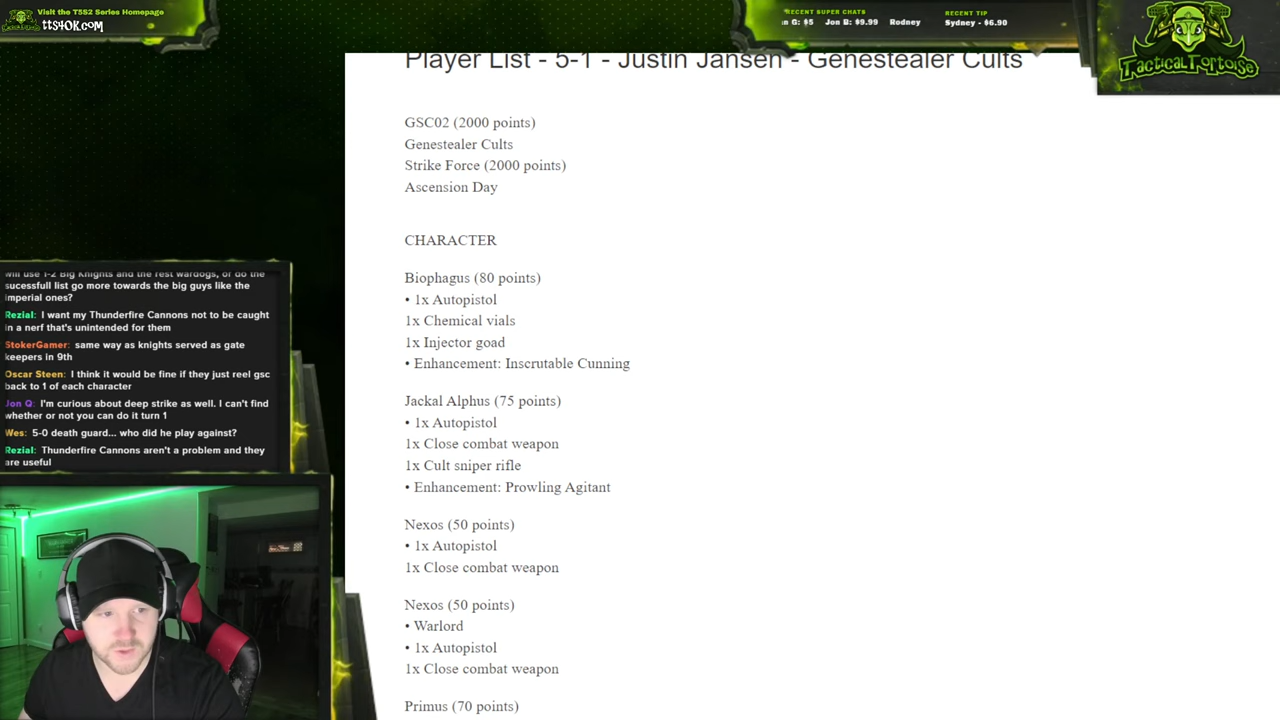 Visit the T5S2 Series Homepage
tts40k.com
RECENT SUPER CHATS
n G: $5 Jon B: $9.99 Rodney
RECENT TIP
Sydney - $6.90
TacticalTortoise
Player List - 5-1 - Justin Jansen - Genestealer Cults
GSC02 (2000 points)
Genestealer Cults
Strike Force (2000 points)
Ascension Day
CHARACTER
Biophagus (80 points)
• 1x Autopistol
1x Chemical vials
1x Injector goad
• Enhancement: Inscrutable Cunning
Jackal Alphus (75 points)
• 1x Autopistol
1x Close combat weapon
1x Cult sniper rifle
• Enhancement: Prowling Agitant
Nexos (50 points)
• 1x Autopistol
1x Close combat weapon
Nexos (50 points)
• Warlord
• 1x Autopistol
1x Close combat weapon
Primus (70 points)
will use 1-2 Big Knights and the rest wardogs, or do the
sucessfull list go more towards the big guys like the
imperial ones?
Rezial: I want my Thunderfire Cannons not to be caught
in a nerf that's unintended for them
StokerGamer: same way as knights served as gate
keepers in 9th
Oscar Steen: I think it would be fine if they just reel gsc
back to 1 of each character
Jon Q: I'm curious about deep strike as well. I can't find
whether or not you can do it turn 1
Wes: 5-0 death guard... who did he play against?
Rezial: Thunderfire Cannons aren't a problem and they
are useful